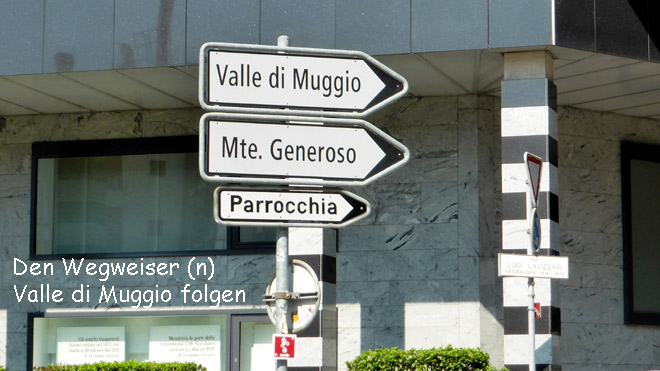 Valle di Muggio
Mte. Generoso
Parrocchia
Den Wegweiser (n)
Valle di Muggio folgen